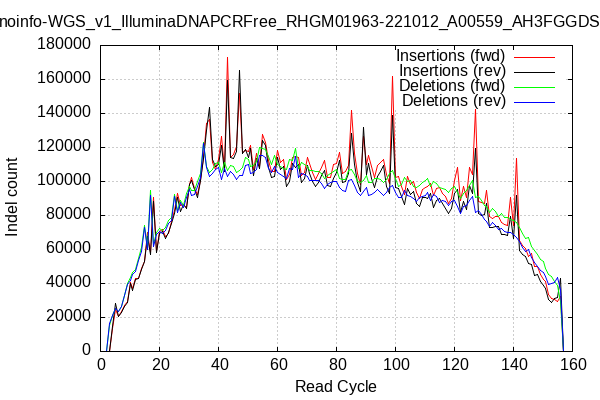 noinfo-WGS_v1_IlluminaDNAPCRFree_RHGM01963-221012_A00559_AH3FGGDS
Insertions (fwd)
Insertions (rev)
Deletions (fwd)
Deletions (rev)
Indel count
180000
160000
140000
120000
100000
80000
60000
40000
20000
0
0 20 40 60 80 100 120 140 160
Read Cycle